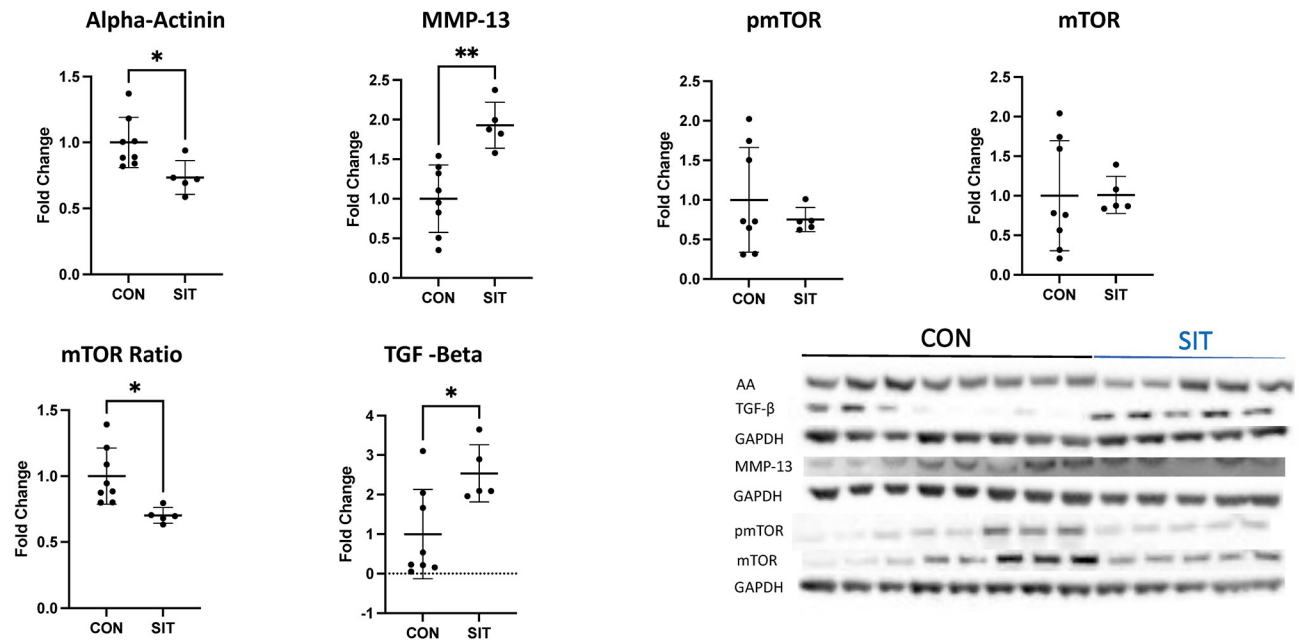 Alpha-Actinin
*
Fold Change
1.5
1.0
0.5
0.0
CON SIT
MMP-13
**
Fold Change
2.5
2.0
1.5
1.0
0.5
0.0
CON SIT
pmTOR
Fold Change
2.5
2.0
1.5
1.0
0.5
0.0
CON SIT
mTOR
Fold Change
2.5
2.0
1.5
1.0
0.5
0.0
CON SIT
mTOR Ratio
*
Fold Change
1.5
1.0
0.5
0.0
CON SIT
TGF -Beta
*
Fold Change
4
3
2
1
0
-1
CON SIT
CON SIT
AA
TGF-β
GAPDH
MMP-13
GAPDH
pmTOR
mTOR
GAPDH